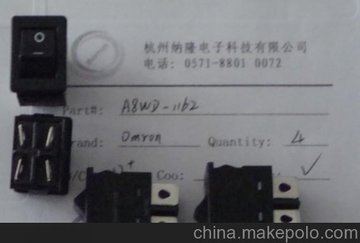 杭州纳隆电子科技有限公司
电话: 0571-8801 0072
Part#: A8WD-1162
Brand: Omron Quantity: 4
Coo:
china.makepolo.com